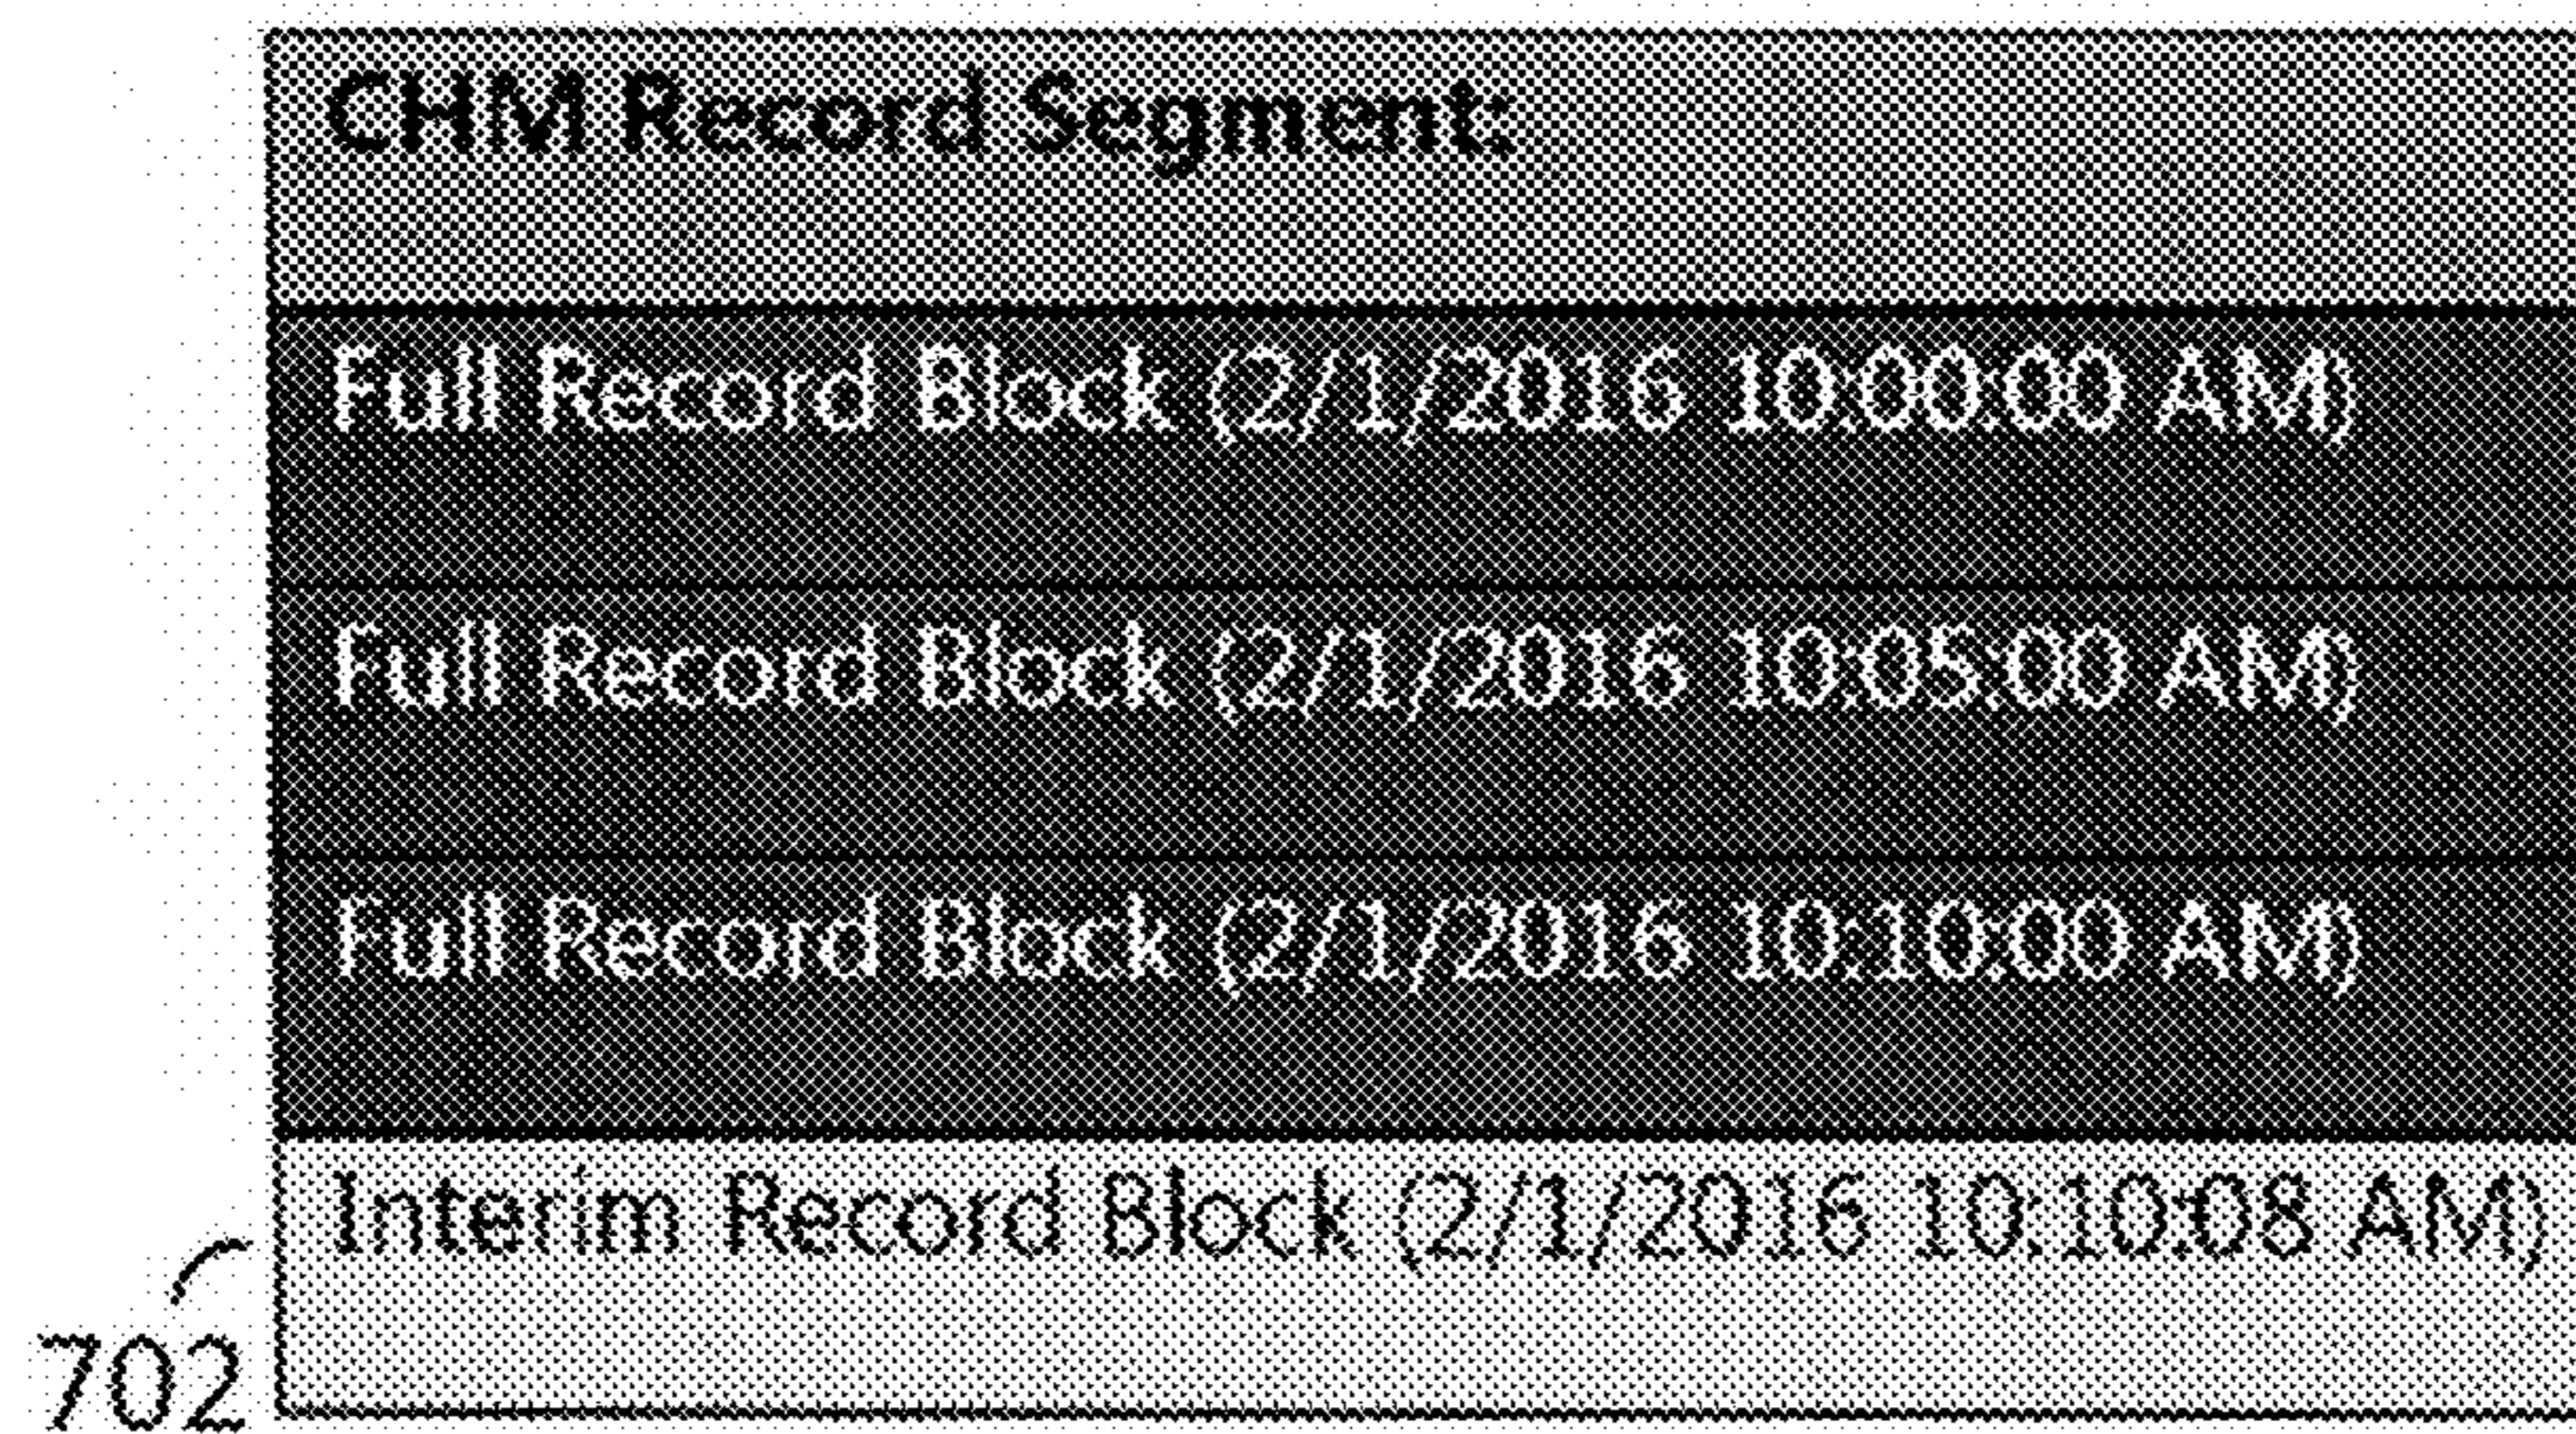 CHM Record Segment:
Full Record Block (2/1/2016 10:00:00 AM)
Full Record Block (2/1/2016 10:05:00 AM)
Full Record Block (2/1/2016 10:10:00 AM)
Interim Record Block (2/1/2016 10:10:08 AM)
702